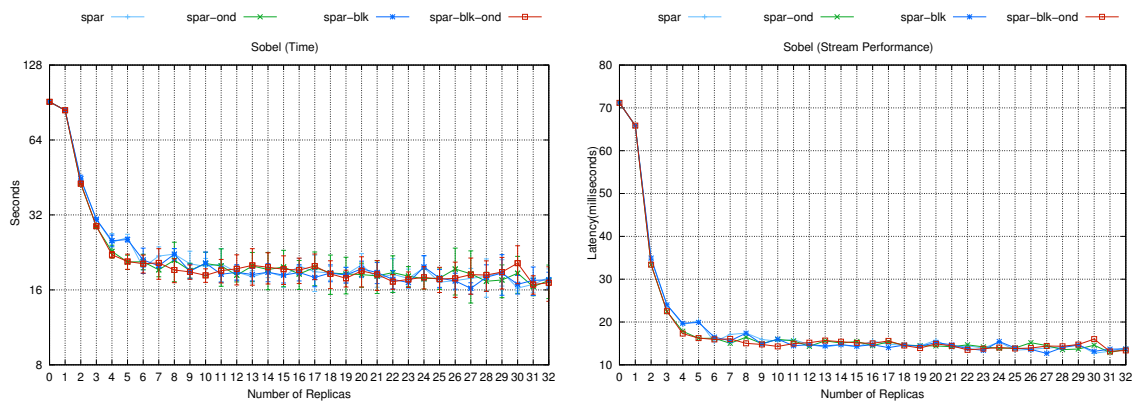 spar spar-ond spar-blk spar-blk-ond
Sobel (Time)
128
64
32
16
8
Seconds
0 1 2 3 4 5 6 7 8 9 10 11 12 13 14 15 16 17 18 19 20 21 22 23 24 25 26 27 28 29 30 31 32
Number of Replicas
spar spar-ond spar-blk spar-blk-ond
Sobel (Stream Performance)
80
70
60
50
40
30
20
10
Latency(milliseconds)
0 1 2 3 4 5 6 7 8 9 10 11 12 13 14 15 16 17 18 19 20 21 22 23 24 25 26 27 28 29 30 31 32
Number of Replicas